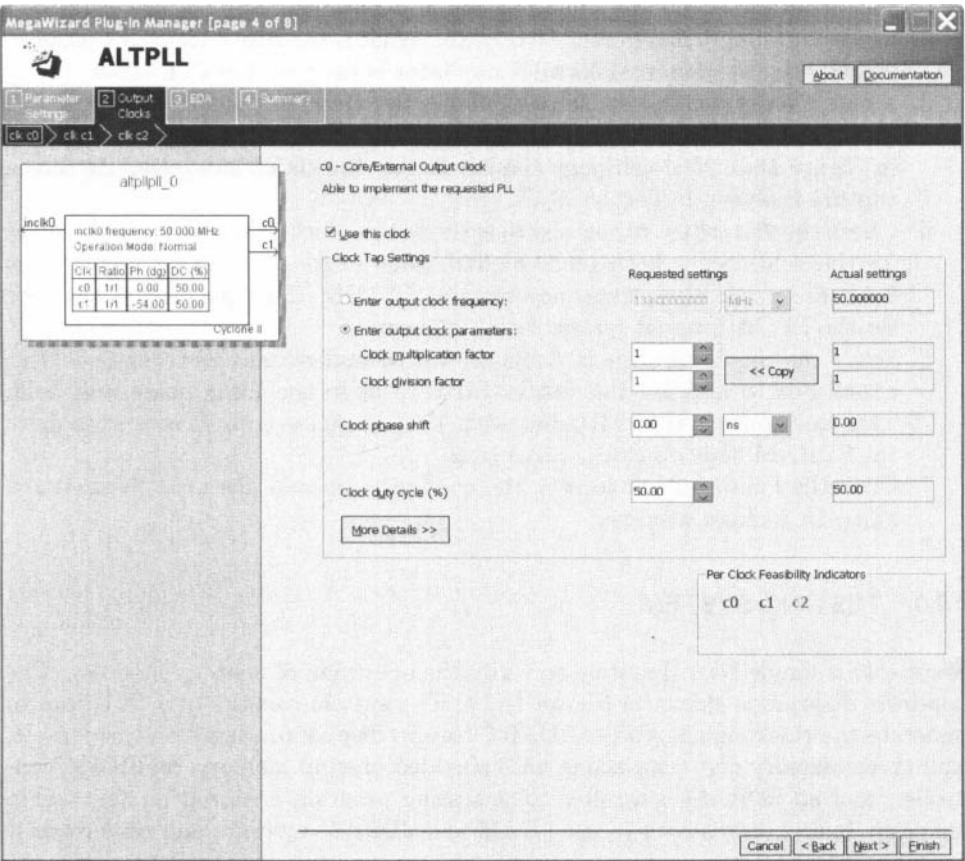 MegaWizard Plug-In Manager [page 4 of 8]
ALTPLL
About Documentation
1 Parameter Settings
2 Output Clocks
3 EDA
4 Summary
clk c0 clk c1 clk c2
altpllpll_0
inclk0
inclk0 frequency: 50.000 MHz
Operation Mode: Normal
Clk Ratio Ph (dg) DC (%)
c0 1/1 0.00 50.00
c1 1/1 -54.00 50.00
c0
c1
Cyclone II
c0 - Core/External Output Clock
Able to implement the requested PLL
Use this clock
Clock Tap Settings
Requested settings Actual settings
Enter output clock frequency: MHz 50.000000
Enter output clock parameters:
Clock multiplication factor 1 1
<< Copy
Clock division factor 1 1
Clock phase shift 0.00 ns 0.00
Clock duty cycle (%) 50.00 50.00
More Details >>
Per Clock Feasibility Indicators
c0 c1 c2
Cancel < Back Next > Finish